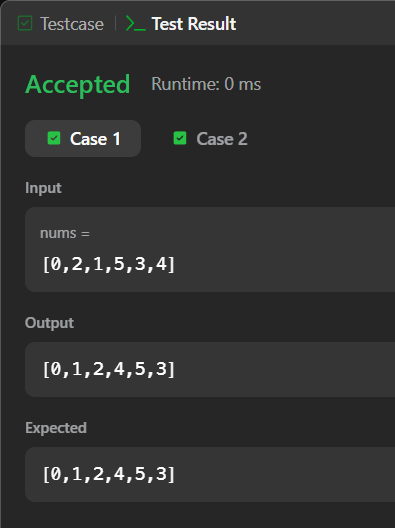 Testcase | >_ Test Result
Accepted Runtime: 0 ms
Case 1 Case 2
Input
nums =
[0,2,1,5,3,4]
Output
[0,1,2,4,5,3]
Expected
[0,1,2,4,5,3]